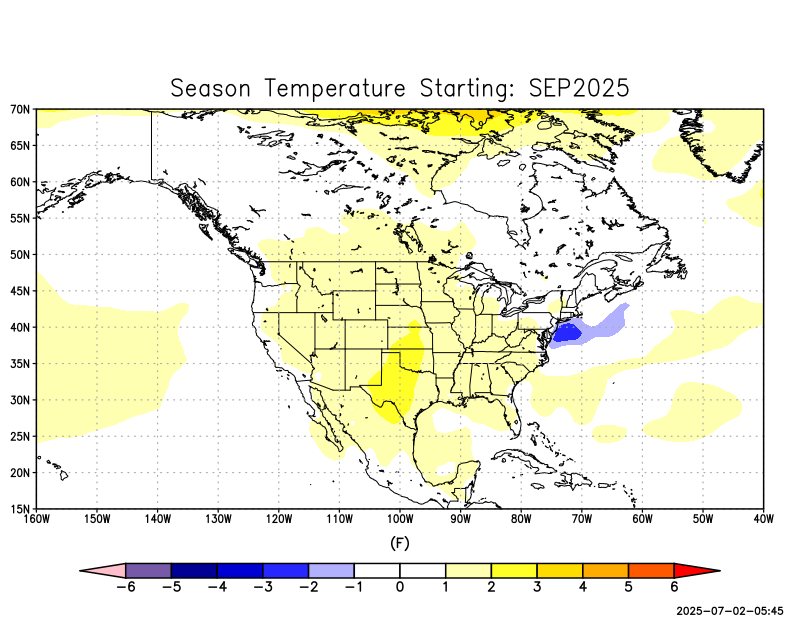 Season Temperature Starting: SEP2025
70N
65N
60N
55N
50N
45N
40N
35N
30N
25N
20N
15N
160W 150W 140W 130W 120W 110W 100W 90W 80W 70W 60W 50W 40W
(F)
−6 −5 −4 −3 −2 −1 0 1 2 3 4 5 6
2025-07-02-05:45